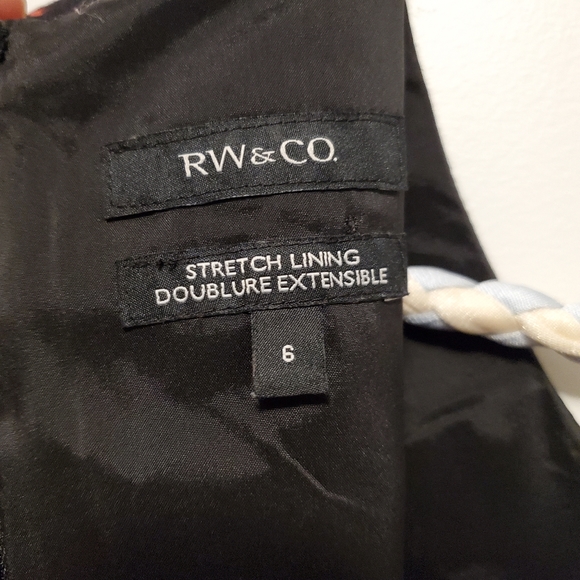 RW&CO.
STRETCH LINING
DOUBLURE EXTENSIBLE
6